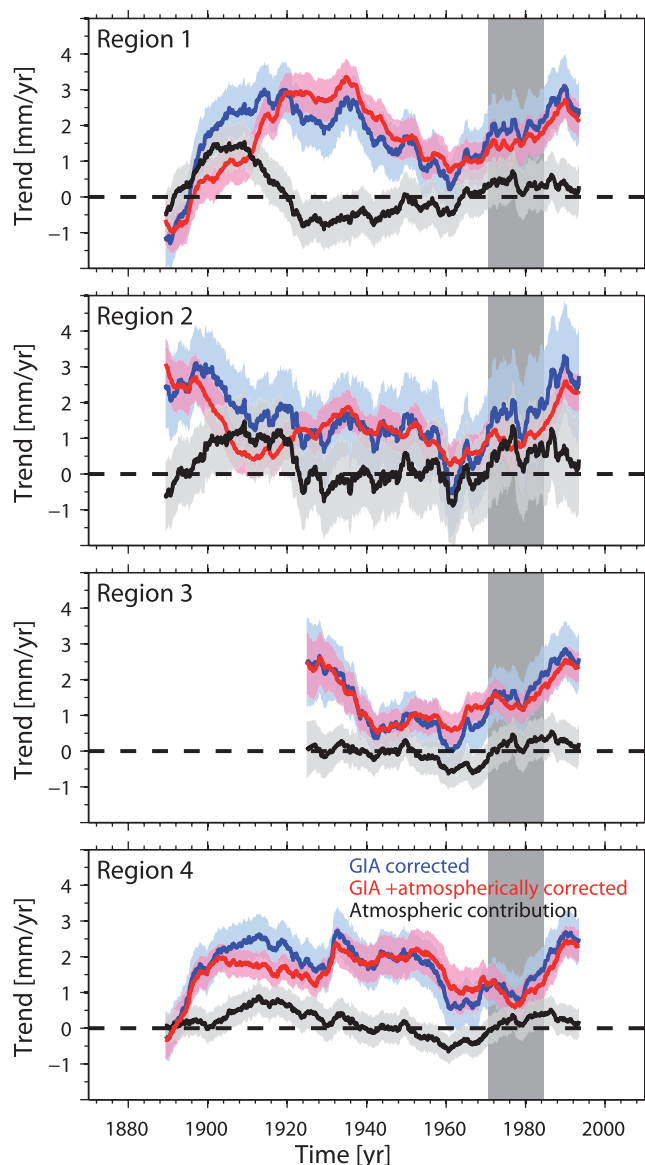 Region 1
Trend [mm/yr]
4
3
2
1
0
−1
Region 2
Trend [mm/yr]
4
3
2
1
0
−1
Region 3
Trend [mm/yr]
4
3
2
1
0
−1
Region 4
GIA corrected
GIA +atmospherically corrected
Atmospheric contribution
Trend [mm/yr]
4
3
2
1
0
−1
1880 1900 1920 1940 1960 1980 2000
Time [yr]